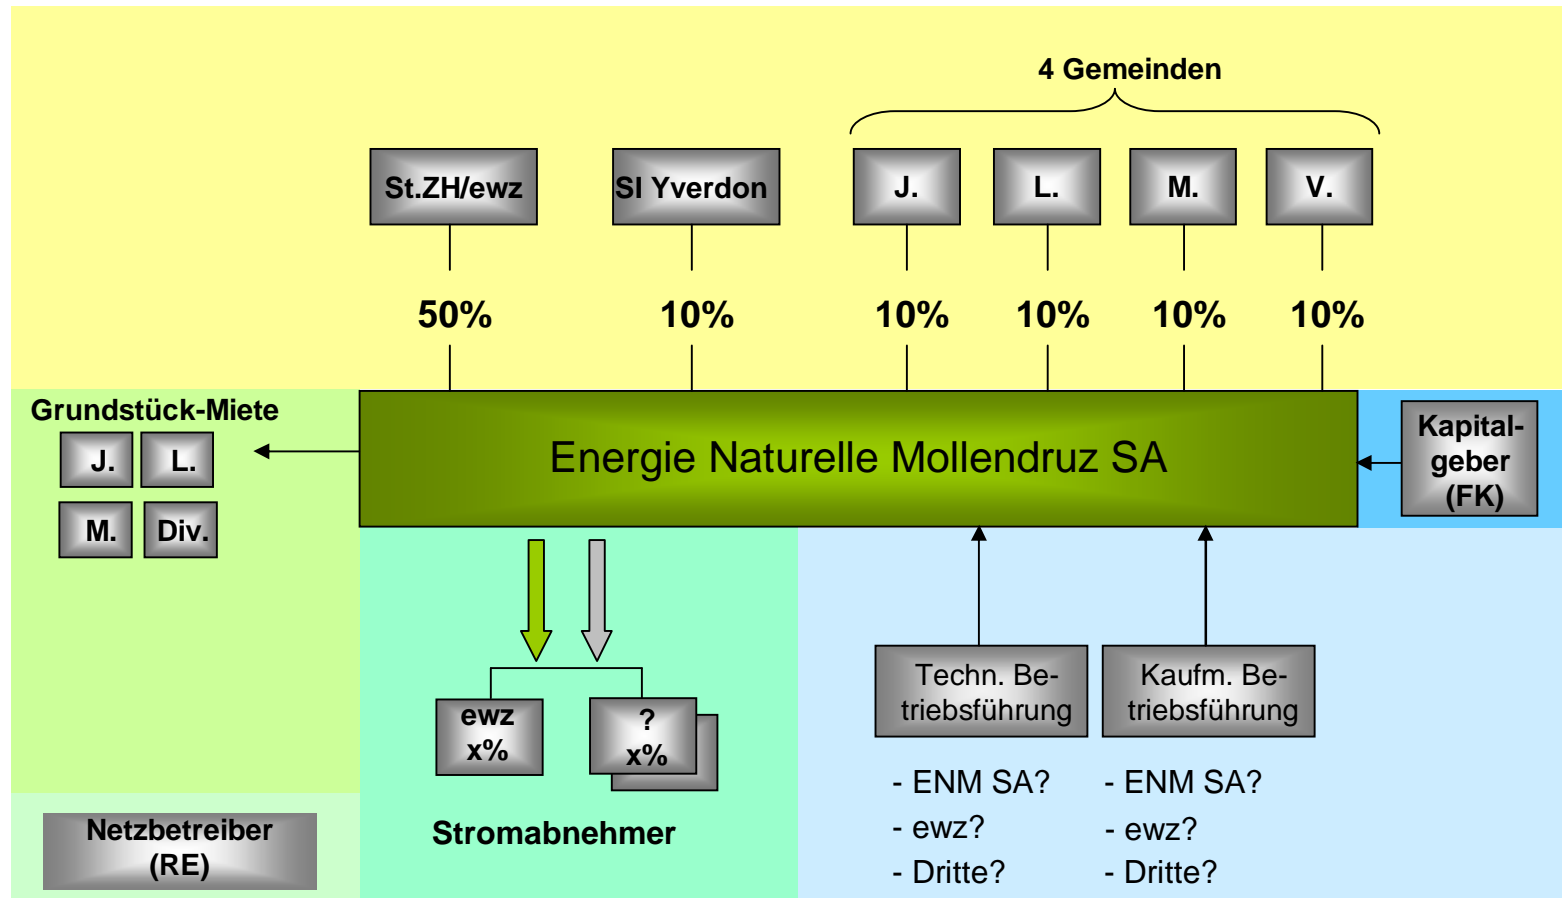 4 Gemeinden
St.ZH/ewz
SI Yverdon
J.
L.
M.
V.
50%
10%
10%
10%
10%
10%
Grundstück-Miete
J.
L.
M.
Div.
Energie Naturelle Mollendruz SA
Kapital-
geber
(FK)
ewz
x%
?
x%
Stromabnehmer
Techn. Be-
triebsführung
- ENM SA?
- ewz?
- Dritte?
Kaufm. Be-
triebsführung
- ENM SA?
- ewz?
- Dritte?
Netzbetreiber
(RE)